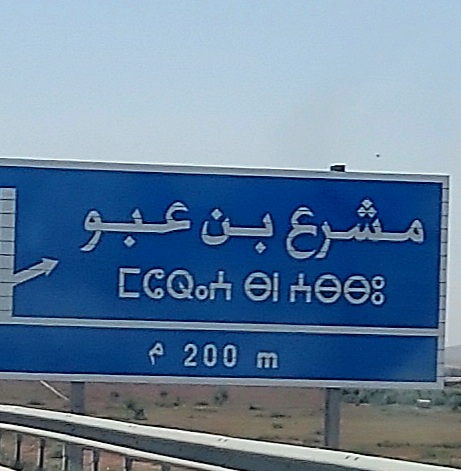 مشرع بن عبو
ⵎⵛⵕⴰⵄ ⴱⵏ ⵄⴱⴱⵓ
م 200 m